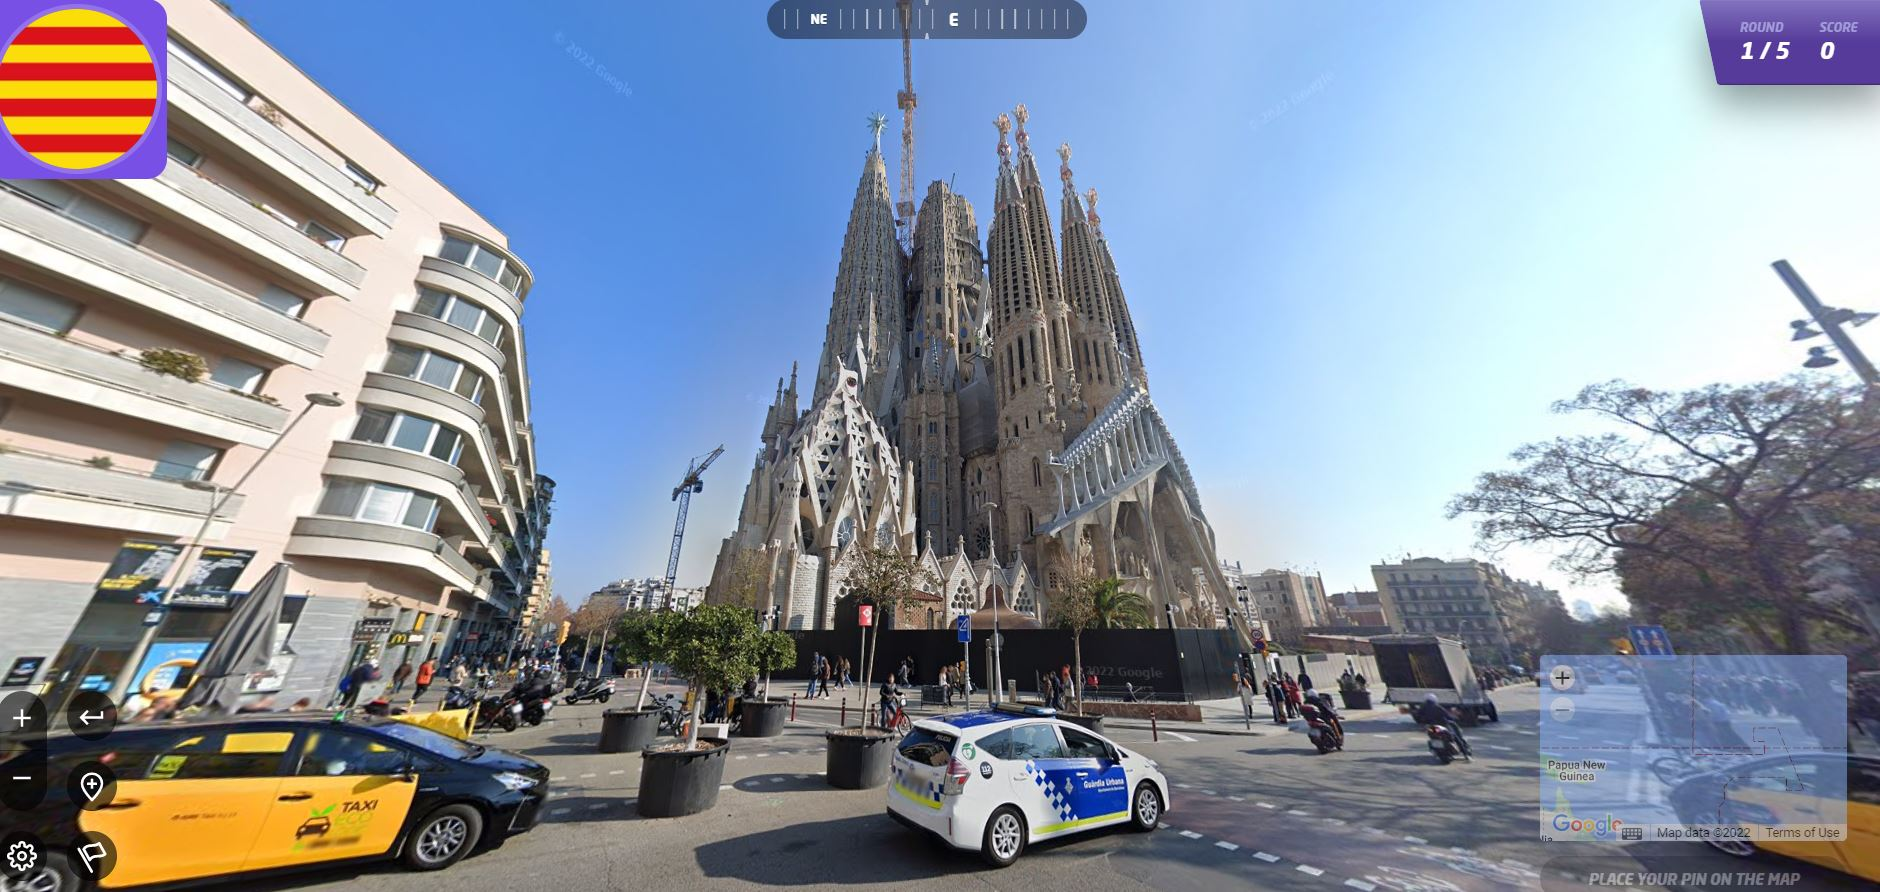 NE
E
ROUND
SCORE
1 / 5
0
© 2022 Google
© 2022 Google
M
TAXI
ECO
112
Guàrdia Urbana
2022 Google
Papua New
Guinea
Google
Map data ©2022
Terms of Use
PLACE YOUR PIN ON THE MAP